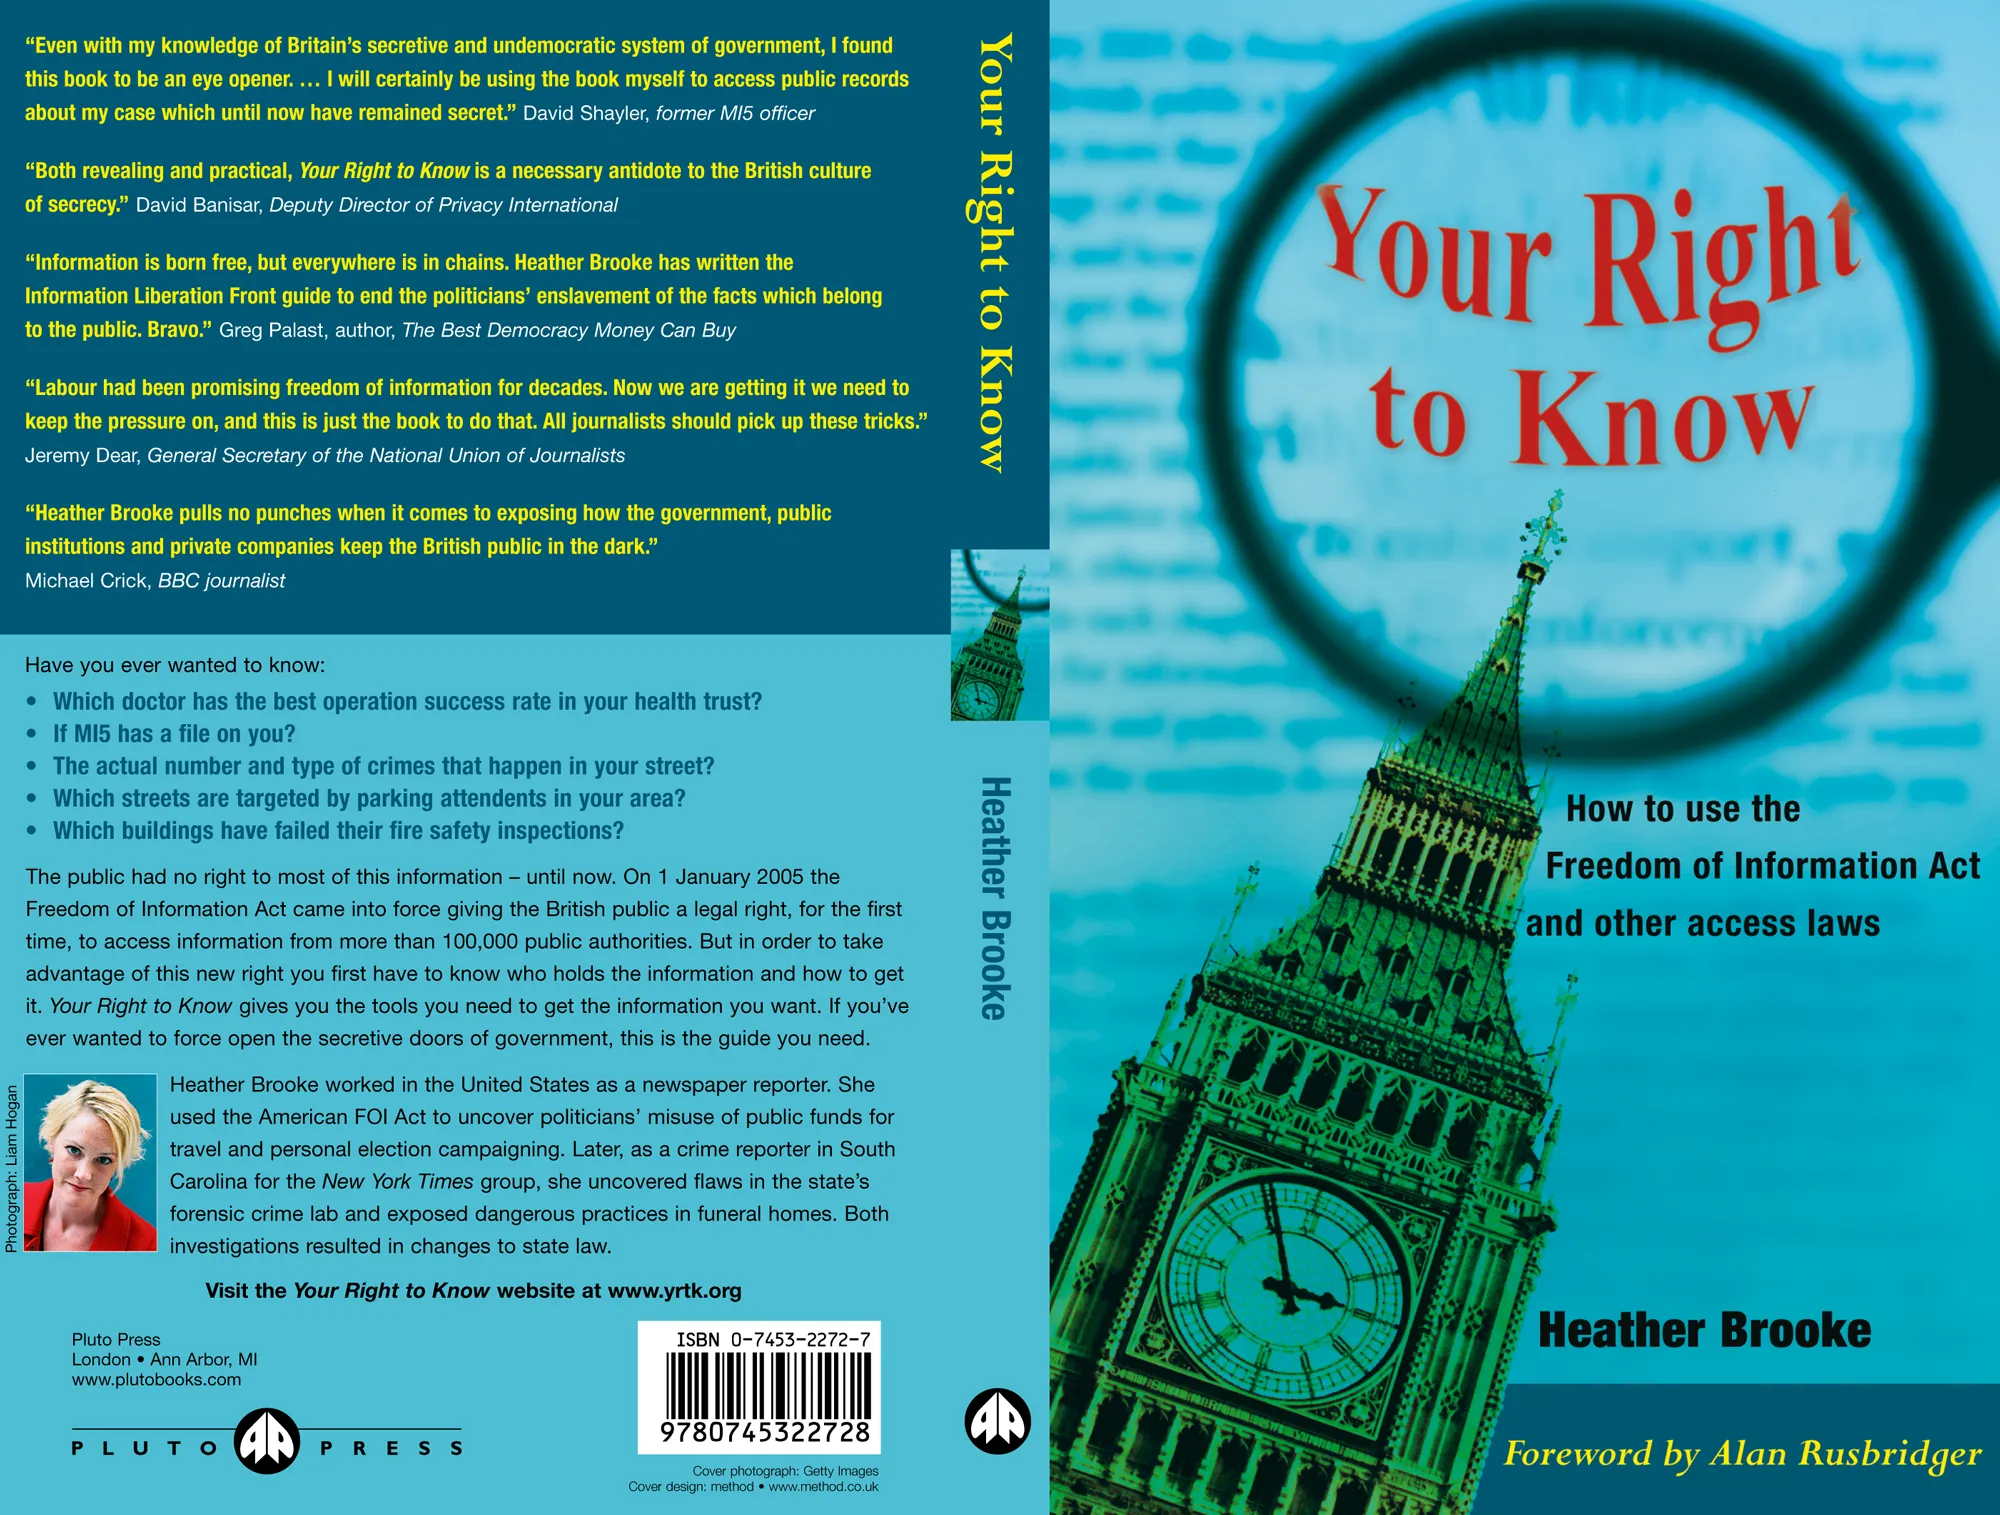 “Even with my knowledge of Britain’s secretive and undemocratic system of government, I found
this book to be an eye opener. … I will certainly be using the book myself to access public records
about my case which until now have remained secret.” David Shayler, former MI5 officer
“Both revealing and practical, Your Right to Know is a necessary antidote to the British culture
of secrecy.” David Banisar, Deputy Director of Privacy International
“Information is born free, but everywhere is in chains. Heather Brooke has written the
Information Liberation Front guide to end the politicians’ enslavement of the facts which belong
to the public. Bravo.” Greg Palast, author, The Best Democracy Money Can Buy
“Labour had been promising freedom of information for decades. Now we are getting it we need to
keep the pressure on, and this is just the book to do that. All journalists should pick up these tricks.”
Jeremy Dear, General Secretary of the National Union of Journalists
“Heather Brooke pulls no punches when it comes to exposing how the government, public
institutions and private companies keep the British public in the dark.”
Michael Crick, BBC journalist
Have you ever wanted to know:
• Which doctor has the best operation success rate in your health trust?
• If MI5 has a file on you?
• The actual number and type of crimes that happen in your street?
• Which streets are targeted by parking attendents in your area?
• Which buildings have failed their fire safety inspections?
The public had no right to most of this information – until now. On 1 January 2005 the
Freedom of Information Act came into force giving the British public a legal right, for the first
time, to access information from more than 100,000 public authorities. But in order to take
advantage of this new right you first have to know who holds the information and how to get
it. Your Right to Know gives you the tools you need to get the information you want. If you’ve
ever wanted to force open the secretive doors of government, this is the guide you need.
Photograph: Liam Hogan
Heather Brooke worked in the United States as a newspaper reporter. She
used the American FOI Act to uncover politicians’ misuse of public funds for
travel and personal election campaigning. Later, as a crime reporter in South
Carolina for the New York Times group, she uncovered flaws in the state’s
forensic crime lab and exposed dangerous practices in funeral homes. Both
investigations resulted in changes to state law.
Visit the Your Right to Know website at www.yrtk.org
Pluto Press
London • Ann Arbor, MI
www.plutobooks.com
PLUTO PRESS
ISBN 0-7453-2272-7
9780745322728
Cover photograph: Getty Images
Cover design: method • www.method.co.uk
Your Right to Know
Heather Brooke
Your Right
to Know
How to use the
Freedom of Information Act
and other access laws
Heather Brooke
Foreword by Alan Rusbridger